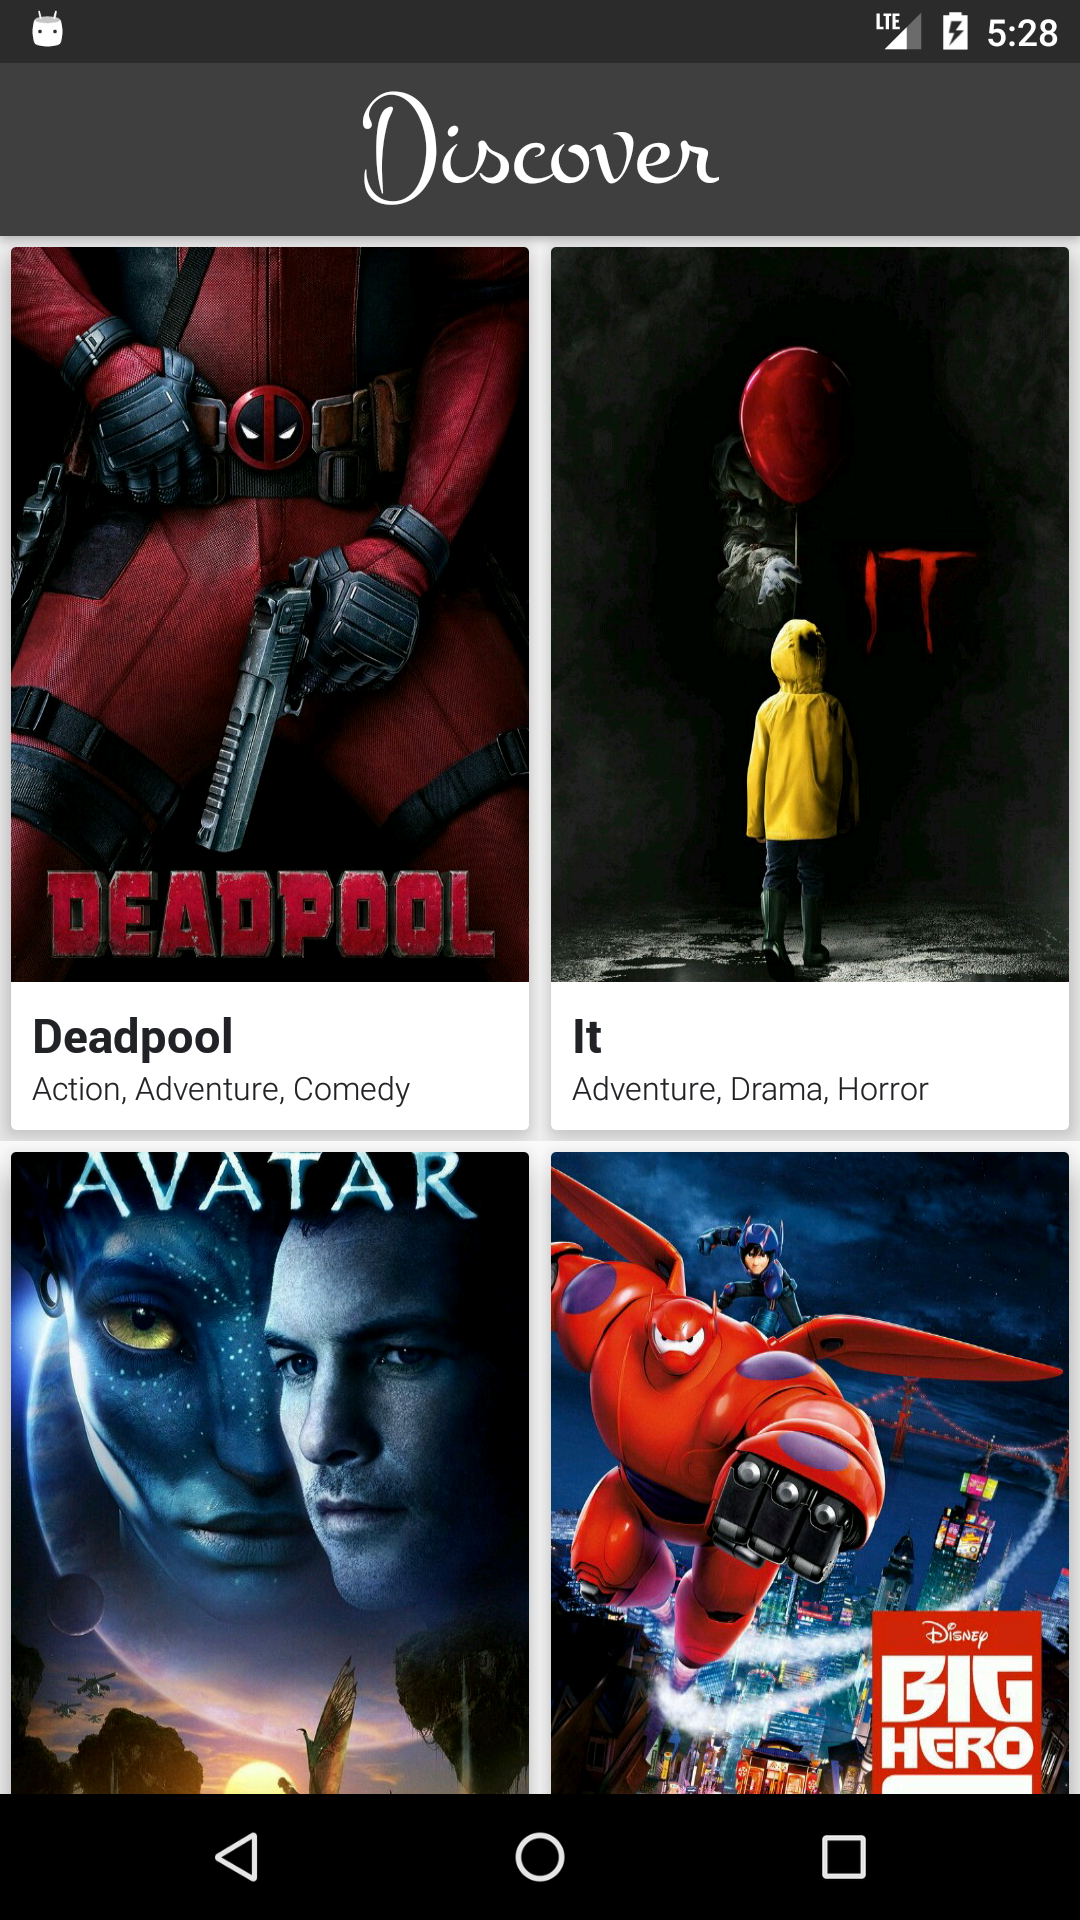 LTE 5:28
Discover
IT
DEADPOOL
Deadpool
Action, Adventure, Comedy
It
Adventure, Drama, Horror
AVATAR
Disney
BIG
HERO